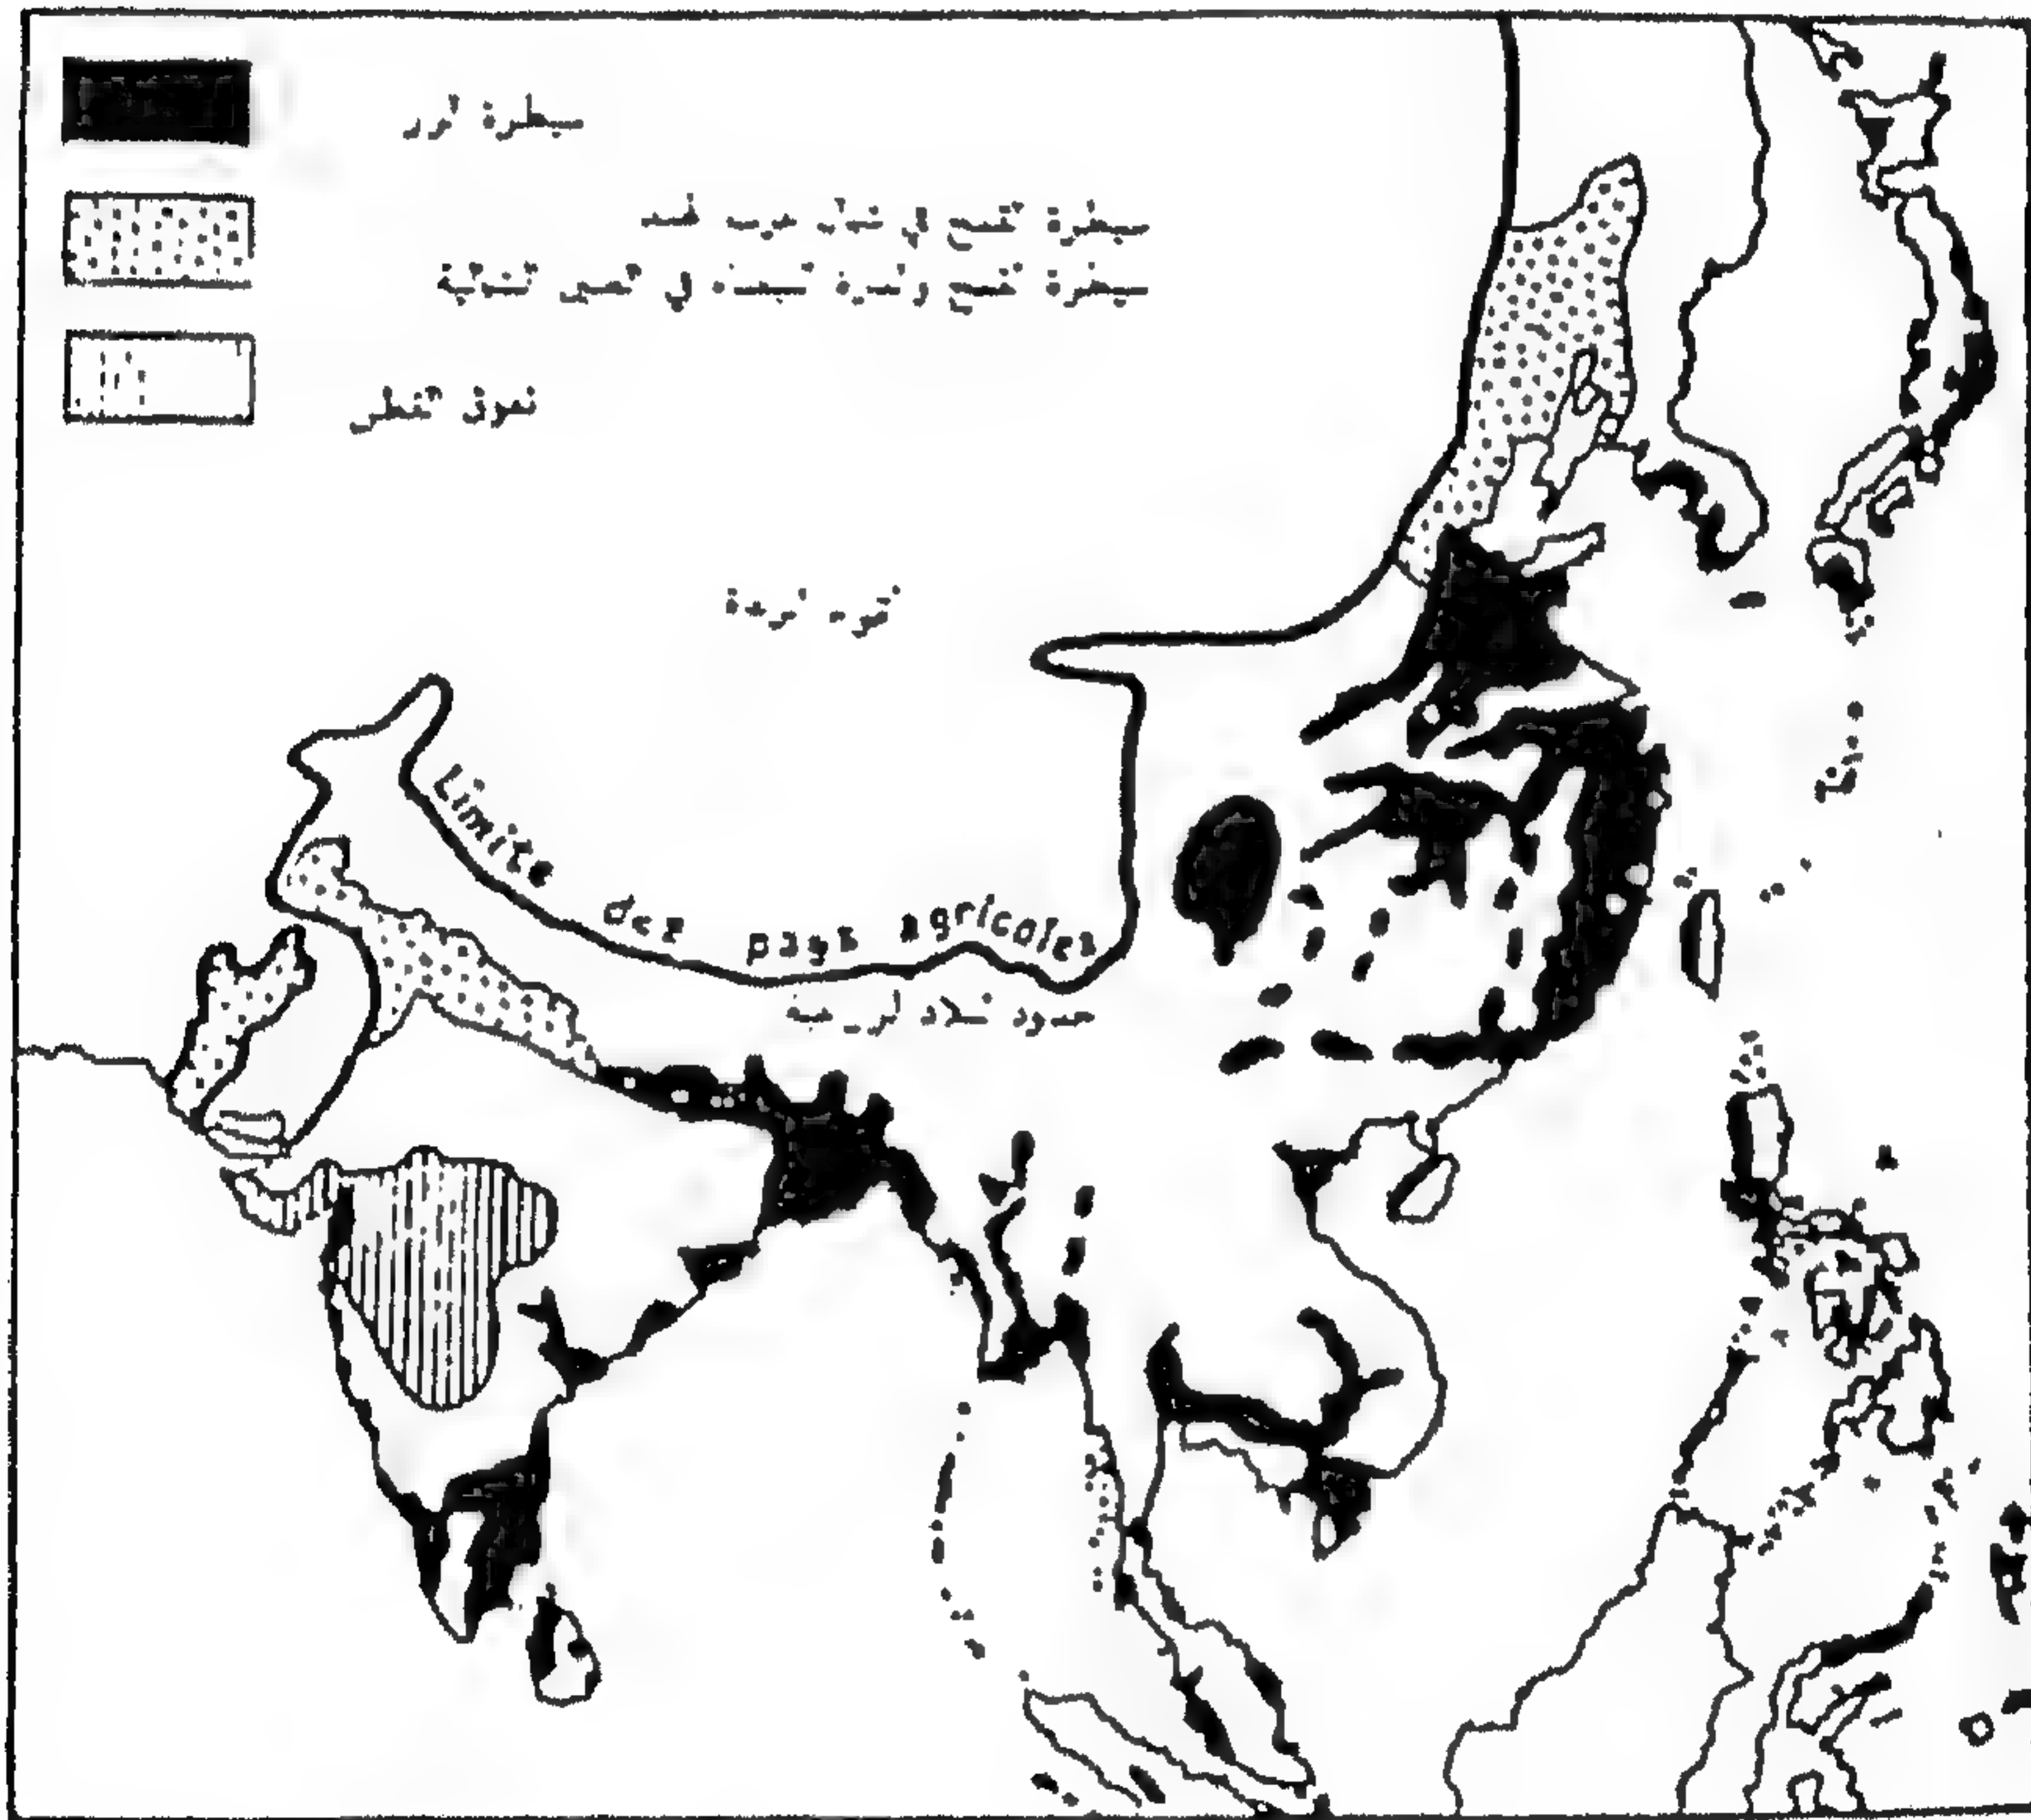 سيطرة الرز
سيطرة القمح في شمال غرب الهند
سيطرة القمح والذرة البيضاء في الصين الشمالية
تفوق القطن
Limite des pays agricoles
حدود البلاد الزراعية